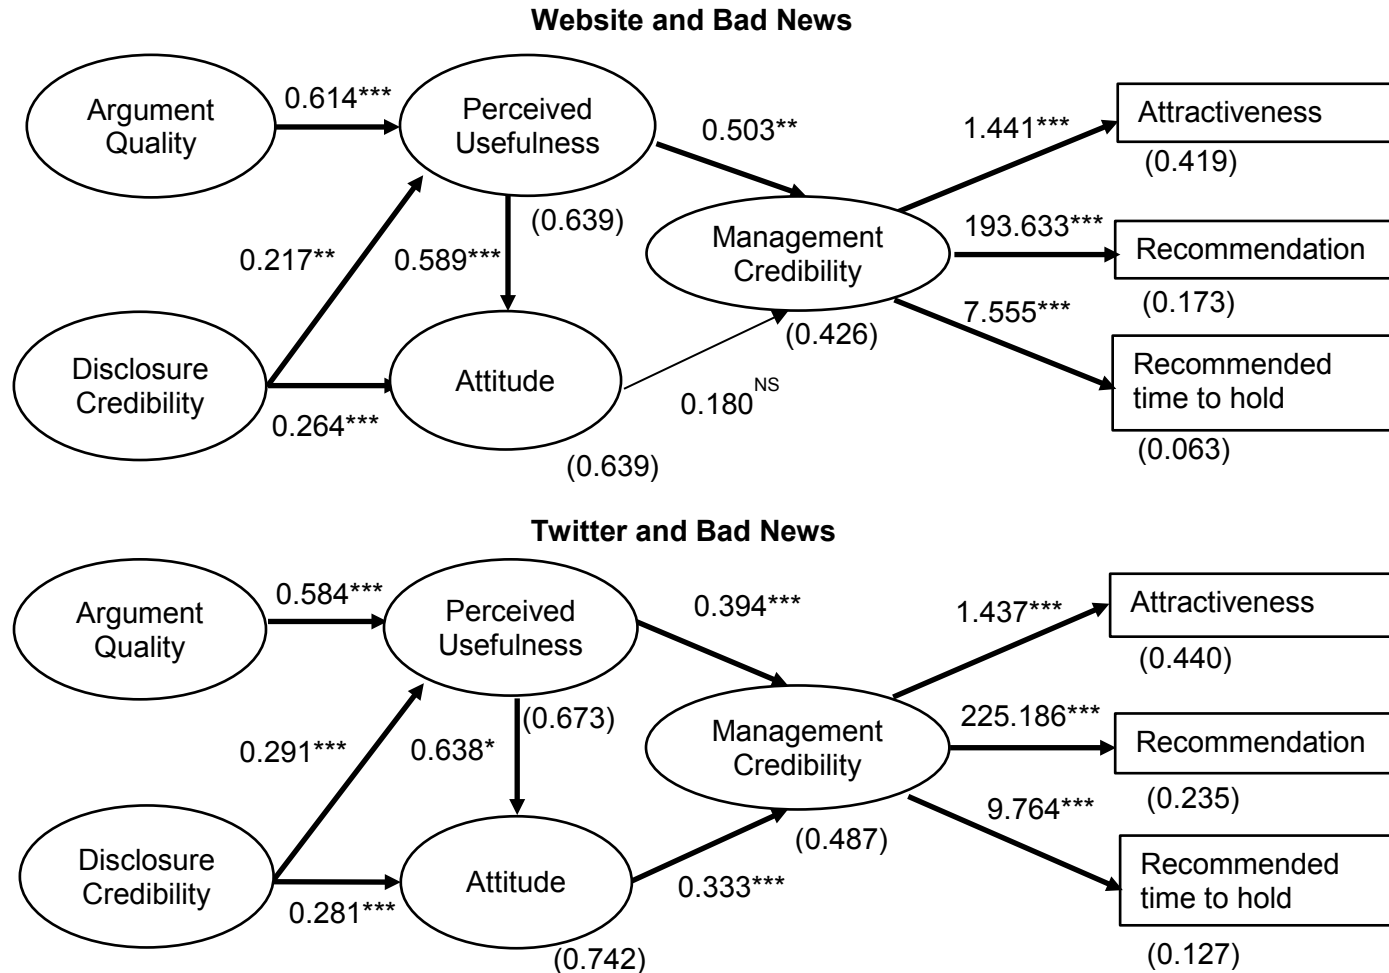 Website and Bad News
Argument
Quality
0.614***
Perceived
Usefulness
(0.639)
0.503**
1.441***
Attractiveness
(0.419)
0.217**
0.589***
Management
Credibility
(0.426)
193.633***
Recommendation
(0.173)
7.555***
Disclosure
Credibility
0.264***
Attitude
(0.639)
0.180NS
Recommended
time to hold
(0.063)
Twitter and Bad News
Argument
Quality
0.584***
Perceived
Usefulness
(0.673)
0.394***
1.437***
Attractiveness
(0.440)
0.291***
0.638*
Management
Credibility
(0.487)
225.186***
Recommendation
(0.235)
9.764***
Disclosure
Credibility
0.281***
Attitude
(0.742)
0.333***
Recommended
time to hold
(0.127)